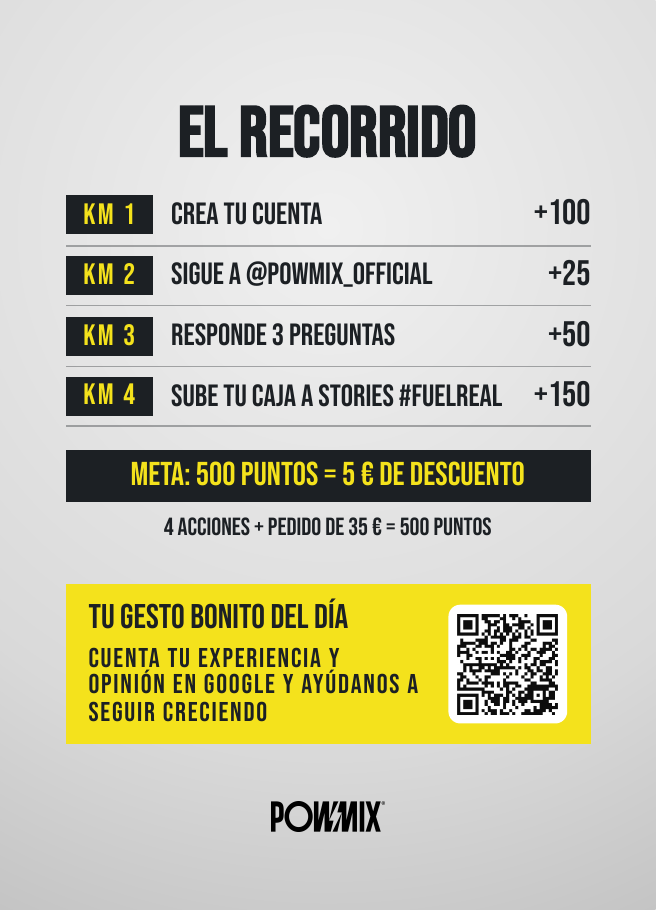 EL RECORRIDO
KM 1 CREA TU CUENTA +100
KM 2 SIGUE A @POWMIX_OFFICIAL +25
KM 3 RESPONDE 3 PREGUNTAS +50
KM 4 SUBE TU CAJA A STORIES #FUELREAL +150
META: 500 PUNTOS = 5 € DE DESCUENTO
4 ACCIONES + PEDIDO DE 35 € = 500 PUNTOS
TU GESTO BONITO DEL DÍA
CUENTA TU EXPERIENCIA Y
OPINIÓN EN GOOGLE Y AYÚDANOS A
SEGUIR CRECIENDO
POWMIX®